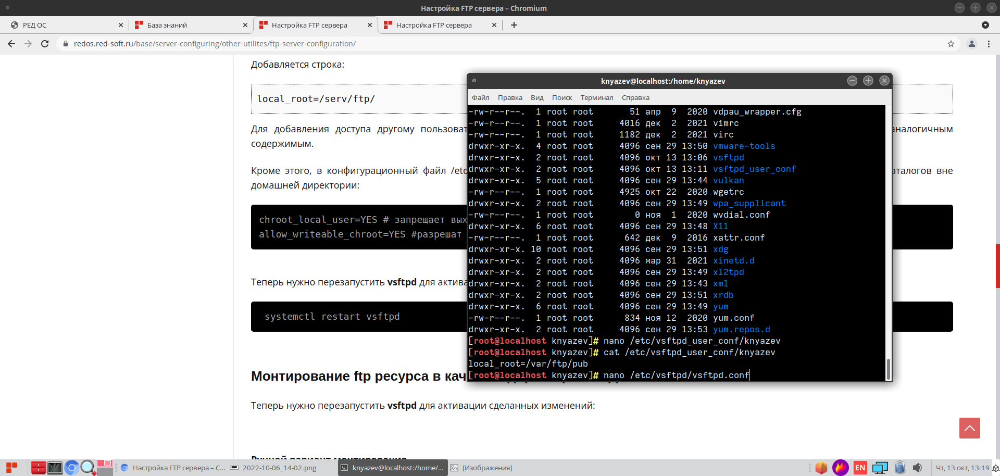 Настройка FTP сервера – Chromium
РЕД ОС
База знаний
Настройка FTP сервера
Настройка FTP сервера
redos.red-soft.ru/base/server-configuring/other-utilites/ftp-server-configuration/
Добавляется строка:
local_root=/serv/ftp/
Для добавления доступа другому аналогичным
содержимым.
Кроме этого, в конфигурационный файл вне
домашней директории:
chroot_local_user=YES # запрещает
allow_writeable_chroot=YES #разрешат
Теперь нужно перезапустить vsftpd для
systemctl restart vsftpd
Монтирование ftp ресурса в
Теперь нужно перезапустить vsftpd для активации сделанных изменений:
Ручной вариант монтирования
knyazev@localhost:/home/knyazev
Файл Правка Вид Поиск Терминал Справка
-rw-r--r--. 1 root root 51 апр 9 2020 vdpau_wrapper.cfg
-rw-r--r--. 1 root root 4016 дек 2 2021 vimrc
-rw-r--r--. 1 root root 1182 дек 2 2021 virc
drwxr-xr-x. 4 root root 4096 сен 29 13:50 vmware-tools
drwxr-xr-x. 2 root root 4096 окт 13 13:06 vsftpd
drwxr-xr-x. 2 root root 4096 окт 13 13:11 vsftpd_user_conf
drwxr-xr-x. 5 root root 4096 сен 29 13:44 vulkan
-rw-r--r--. 1 root root 4925 окт 22 2020 wgetrc
drwxr-xr-x. 2 root root 4096 сен 29 13:49 wpa_supplicant
-rw-r--r--. 1 root root 0 ноя 1 2020 wvdial.conf
drwxr-xr-x. 6 root root 4096 сен 29 13:48 X11
-rw-r--r--. 1 root root 642 дек 9 2016 xattr.conf
drwxr-xr-x. 10 root root 4096 сен 29 13:51 xdg
drwxr-xr-x. 2 root root 4096 мар 31 2021 xinetd.d
drwxr-xr-x. 2 root root 4096 сен 29 13:49 xl2tpd
drwxr-xr-x. 2 root root 4096 сен 29 13:43 xml
drwxr-xr-x. 2 root root 4096 сен 29 13:51 xrdb
drwxr-xr-x. 6 root root 4096 сен 29 13:49 yum
-rw-r--r--. 1 root root 834 ноя 12 2020 yum.conf
drwxr-xr-x. 2 root root 4096 сен 29 13:53 yum.repos.d
[root@localhost knyazev]# nano /etc/vsftpd_user_conf/knyazev
[root@localhost knyazev]# cat /etc/vsftpd_user_conf/knyazev
local_root=/var/ftp/pub
[root@localhost knyazev]# nano /etc/vsftpd/vsftpd.conf
Настройка FTP сервера – C...
2022-10-06_14-02.png
knyazev@localhost:/home/...
[Изображения]
EN
Чт, 13 окт, 13:19